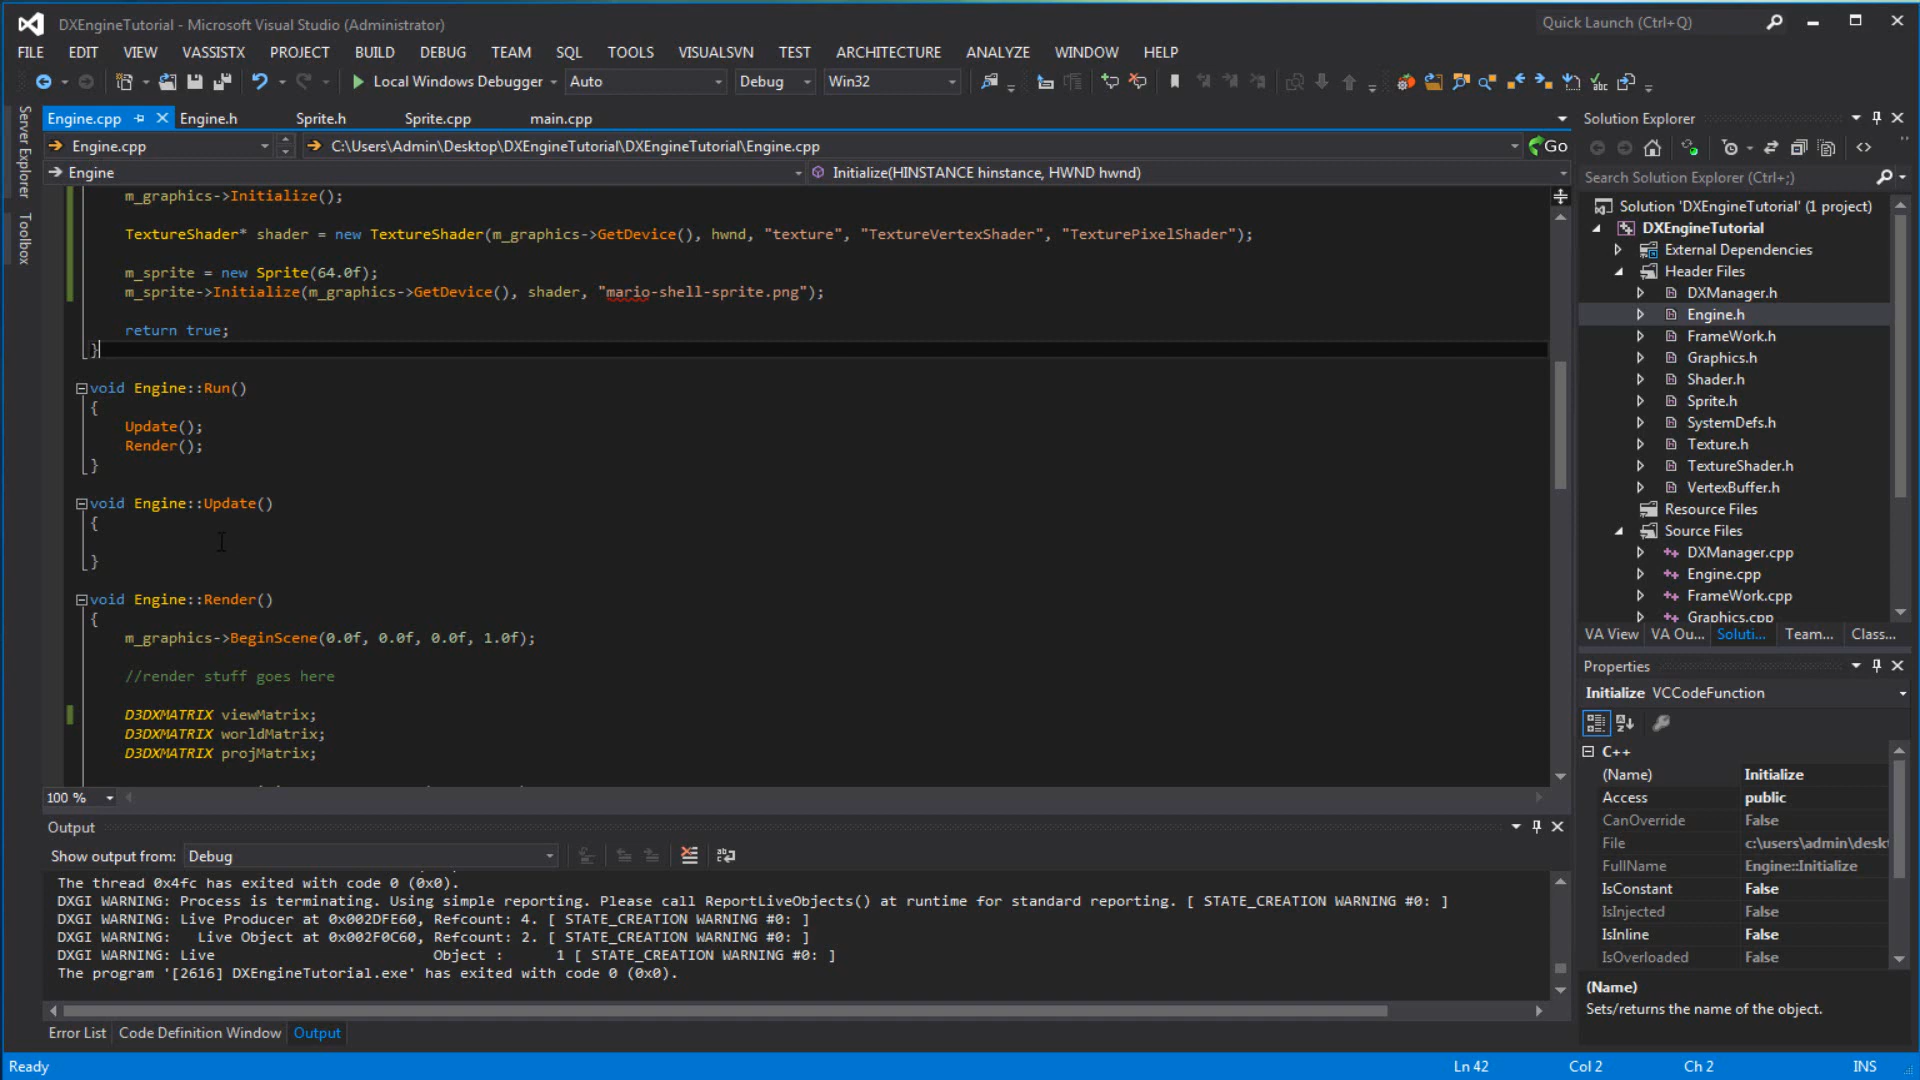 DXEngineTutorial - Microsoft Visual Studio (Administrator)
Quick Launch (Ctrl+Q)
FILE EDIT VIEW VASSISTX PROJECT BUILD DEBUG TEAM SQL TOOLS VISUALSVN TEST ARCHITECTURE ANALYZE WINDOW HELP
Local Windows Debugger Auto Debug Win32
Server Explorer
Toolbox
Engine.cpp Engine.h Sprite.h Sprite.cpp main.cpp
Engine.cpp C:\Users\Admin\Desktop\DXEngineTutorial\DXEngineTutorial\Engine.cpp Go
Engine Initialize(HINSTANCE hinstance, HWND hwnd)
m_graphics->Initialize();
TextureShader* shader = new TextureShader(m_graphics->GetDevice(), hwnd, "texture", "TextureVertexShader", "TexturePixelShader");
m_sprite = new Sprite(64.0f);
m_sprite->Initialize(m_graphics->GetDevice(), shader, "mario-shell-sprite.png");
return true;
}
void Engine::Run()
{
Update();
Render();
}
void Engine::Update()
{
}
void Engine::Render()
{
m_graphics->BeginScene(0.0f, 0.0f, 0.0f, 1.0f);
//render stuff goes here
D3DXMATRIX viewMatrix;
D3DXMATRIX worldMatrix;
D3DXMATRIX projMatrix;
100 %
Output
Show output from: Debug
The thread 0x4fc has exited with code 0 (0x0).
DXGI WARNING: Process is terminating. Using simple reporting. Please call ReportLiveObjects() at runtime for standard reporting. [ STATE_CREATION WARNING #0: ]
DXGI WARNING: Live Producer at 0x002DFE60, Refcount: 4. [ STATE_CREATION WARNING #0: ]
DXGI WARNING: Live Object at 0x002F0C60, Refcount: 2. [ STATE_CREATION WARNING #0: ]
DXGI WARNING: Live Object : 1 [ STATE_CREATION WARNING #0: ]
The program '[2616] DXEngineTutorial.exe' has exited with code 0 (0x0).
Error List Code Definition Window Output
Solution Explorer
Search Solution Explorer (Ctrl+;)
Solution 'DXEngineTutorial' (1 project)
DXEngineTutorial
External Dependencies
Header Files
DXManager.h
Engine.h
FrameWork.h
Graphics.h
Shader.h
Sprite.h
SystemDefs.h
Texture.h
TextureShader.h
VertexBuffer.h
Resource Files
Source Files
DXManager.cpp
Engine.cpp
FrameWork.cpp
Graphics.cpp
VA View VA Ou... Soluti... Team... Class...
Properties
Initialize VCCodeFunction
C++
(Name) Initialize
Access public
CanOverride False
File c:\users\admin\desk
FullName Engine::Initialize
IsConstant False
IsInjected False
IsInline False
IsOverloaded False
(Name)
Sets/returns the name of the object.
Ready Ln 42 Col 2 Ch 2 INS